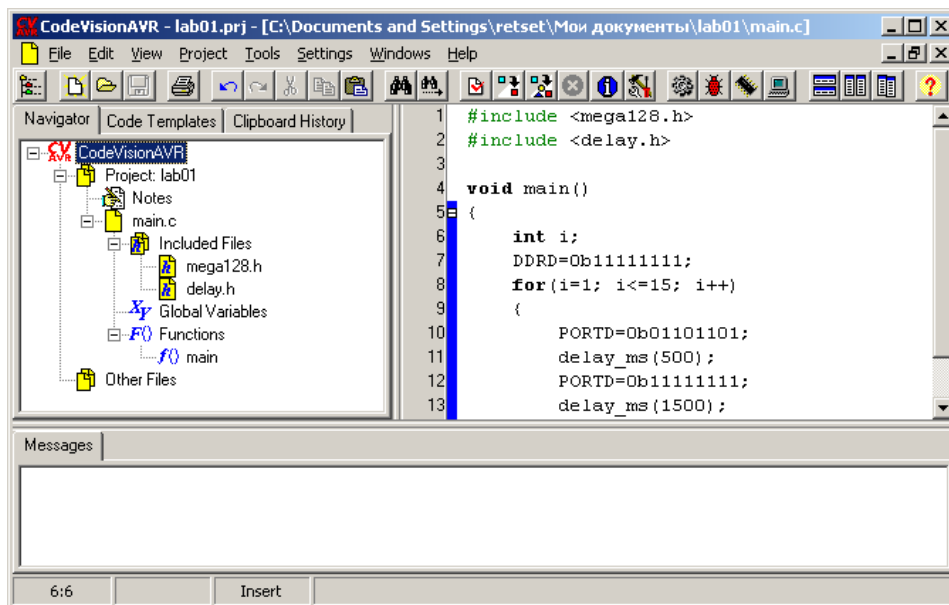 CodeVisionAVR - lab01.prj - [C:\Documents and Settings\retset\Мои документы\lab01\main.c]
File Edit View Project Tools Settings Windows Help
Navigator Code Templates Clipboard History
CodeVisionAVR
Project: lab01
Notes
main.c
Included Files
mega128.h
delay.h
Global Variables
Functions
main
Other Files
1 #include <mega128.h>
2 #include <delay.h>
3
4 void main()
5 {
6 int i;
7 DDRD=0b11111111;
8 for(i=1; i<=15; i++)
9 {
10 PORTD=0b01101101;
11 delay_ms(500);
12 PORTD=0b11111111;
13 delay_ms(1500);
Messages
6:6 Insert